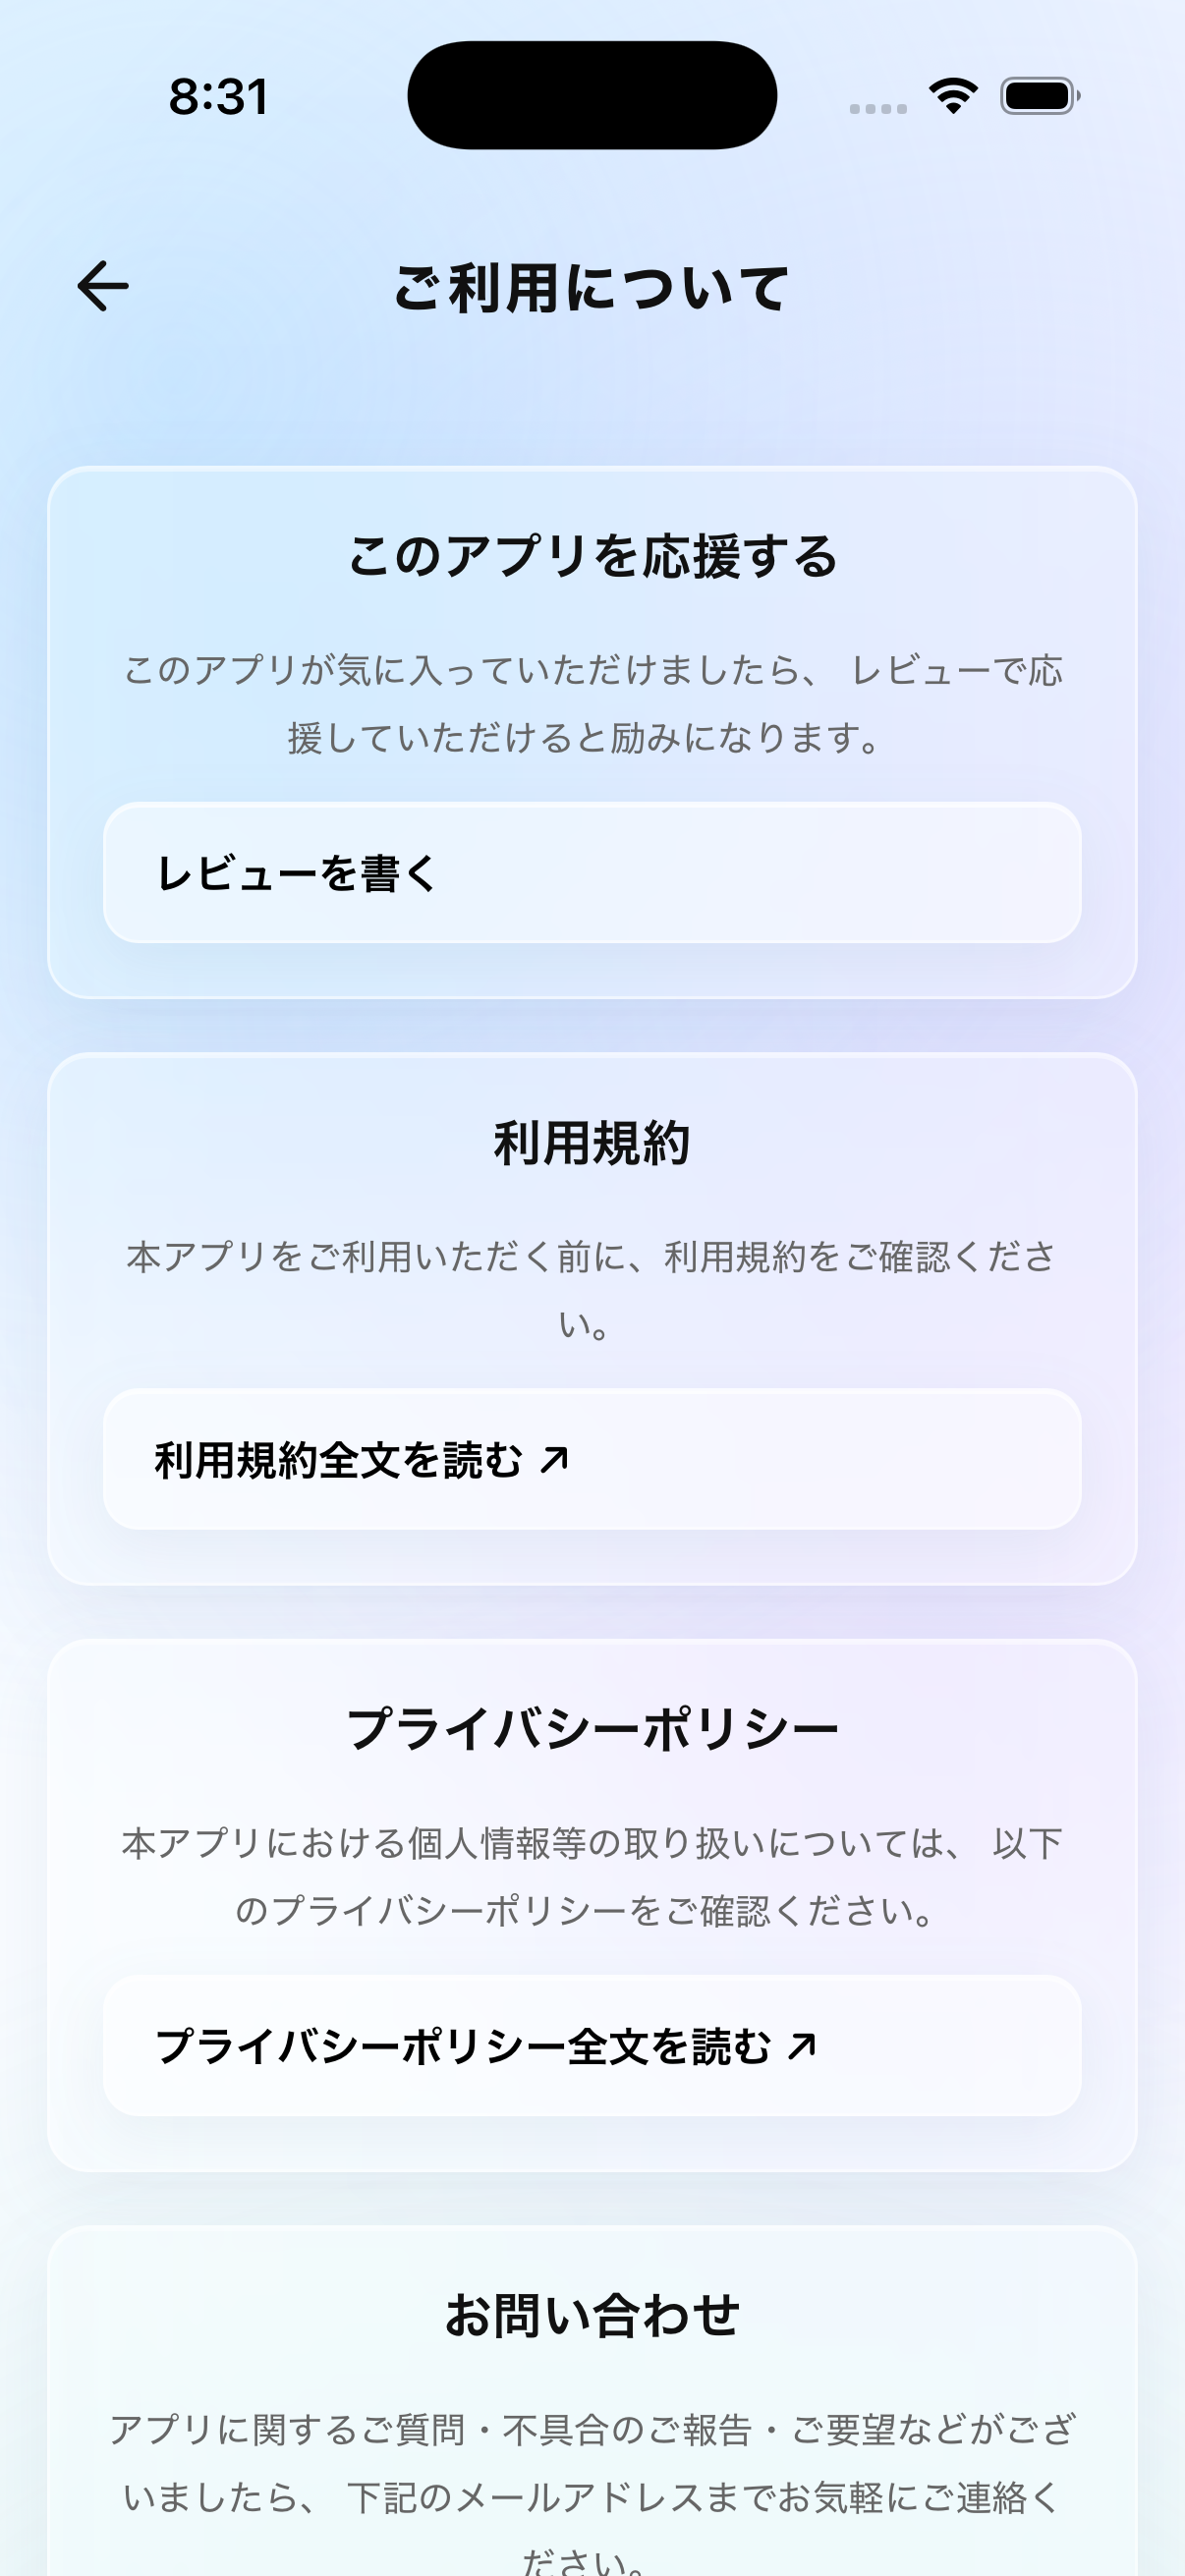 8:31
ご利用について
このアプリを応援する
このアプリが気に入っていただけましたら、 レビューで応
援していただけると励みになります。
レビューを書く
利用規約
本アプリをご利用いただく前に、利用規約をご確認くださ
い。
利用規約全文を読む ↗
プライバシーポリシー
本アプリにおける個人情報等の取り扱いについては、 以下
のプライバシーポリシーをご確認ください。
プライバシーポリシー全文を読む ↗
お問い合わせ
アプリに関するご質問・不具合のご報告・ご要望などがござ
いましたら、 下記のメールアドレスまでお気軽にご連絡く
ださい。